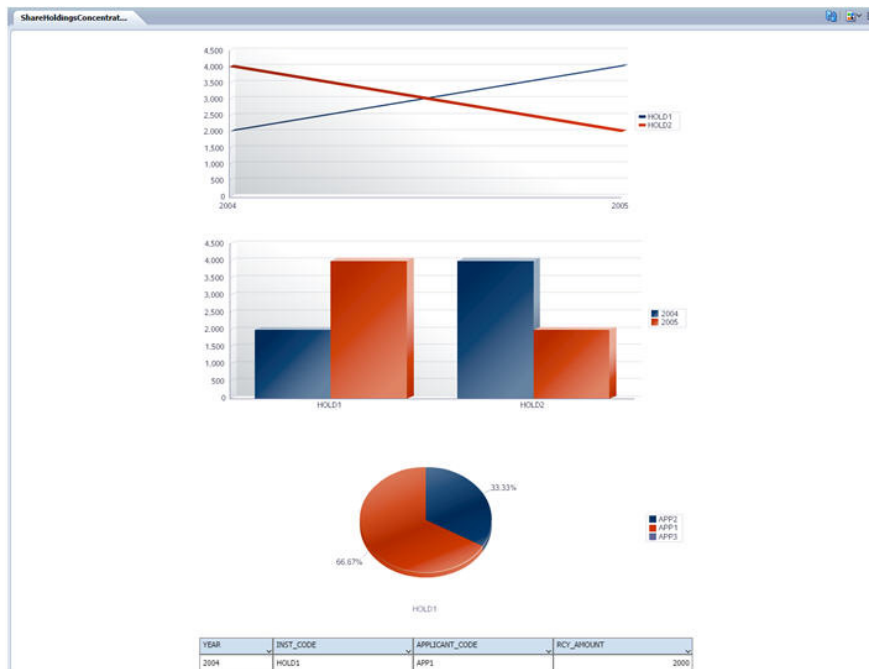 ShareHoldingsConcentrat...
4,500
4,000
3,500
3,000
2,500
2,000
1,500
1,000
500
0
2004
2005
HOLD1
HOLD2
4,500
4,000
3,500
3,000
2,500
2,000
1,500
1,000
500
0
HOLD1
HOLD2
2004
2005
33.33%
66.67%
APP2
APP1
APP3
HOLD1
YEAR INST_CODE APPLICANT_CODE RCY_AMOUNT
2004 HOLD1 APP1 2000